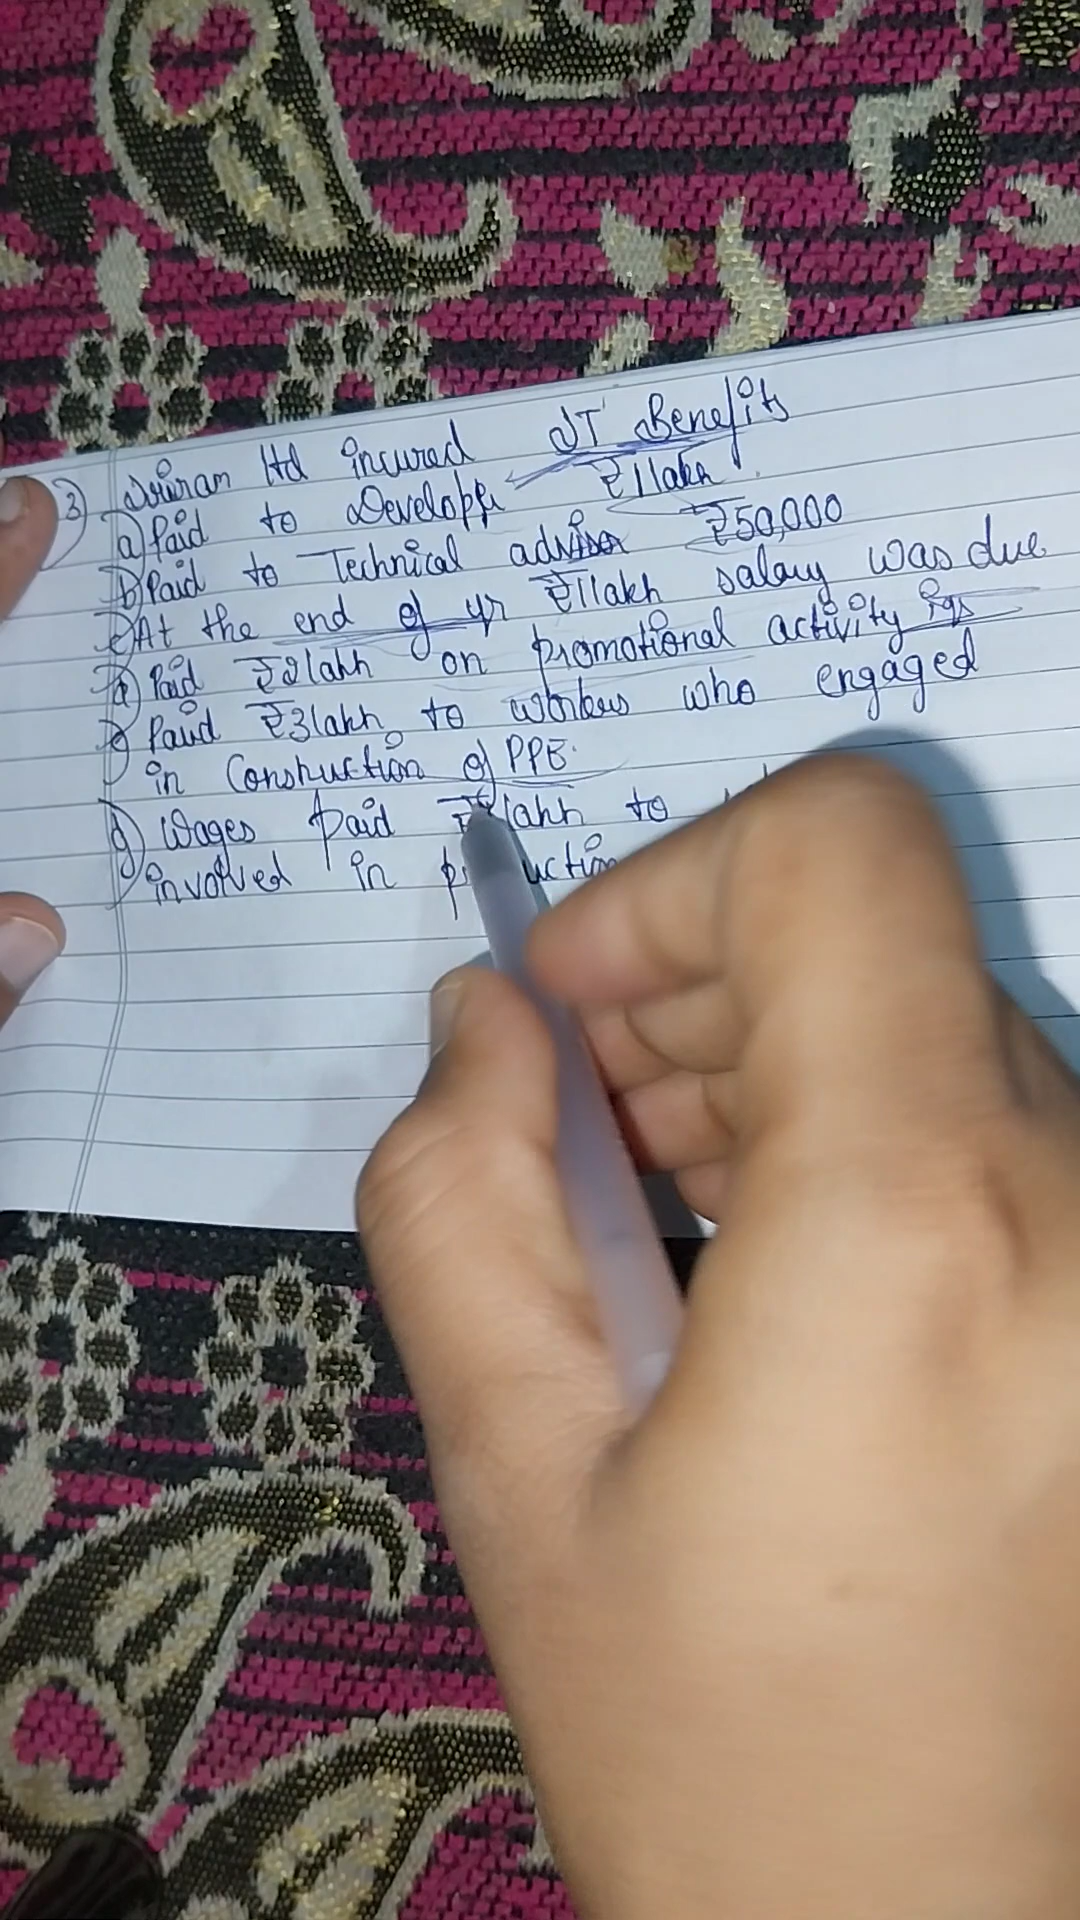 3) Sriram ltd incured ST Benefits
a) Paid to Developer ₹1lakh.
b) Paid to Technical advisor ₹50,000
c) At the end of yr ₹1lakh salary was due
d) Paid ₹2lakh on promotional activity
e) Paid ₹3lakh to workers who engaged
in Construction of PPE.
g) Wages paid lakh to
involved in